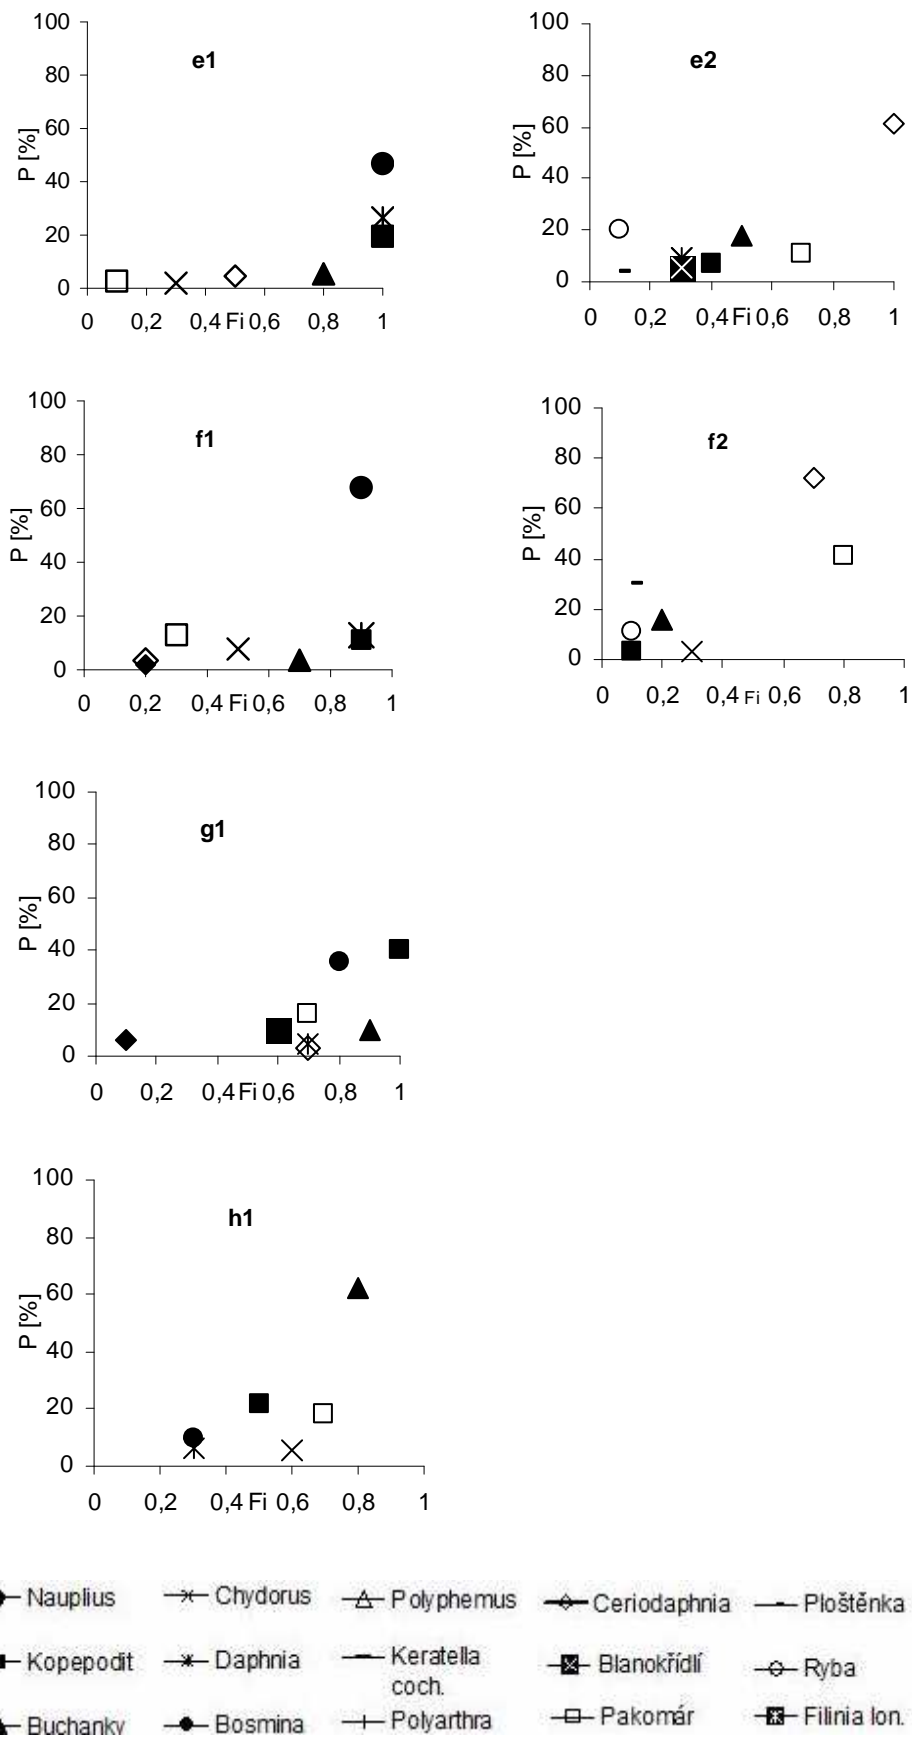 100
80
60
40
20
0
P [%]
e1
0 0,2 0,4 Fi 0,6 0,8 1
100
80
60
40
20
0
P [%]
e2
0 0,2 0,4 Fi 0,6 0,8 1
100
80
60
40
20
0
P [%]
f1
0 0,2 0,4 Fi 0,6 0,8 1
100
80
60
40
20
0
P [%]
f2
0 0,2 0,4 Fi 0,6 0,8 1
100
80
60
40
20
0
P [%]
g1
0 0,2 0,4 Fi 0,6 0,8 1
100
80
60
40
20
0
P [%]
h1
0 0,2 0,4 Fi 0,6 0,8 1
Nauplius Chydorus Polyphemus Ceriodaphnia Ploštěnka
Kopepodit Daphnia Keratella coch. Blanokřídlí Ryba
Buchanky Bosmina Polyarthra Pakomár Filinia lon.